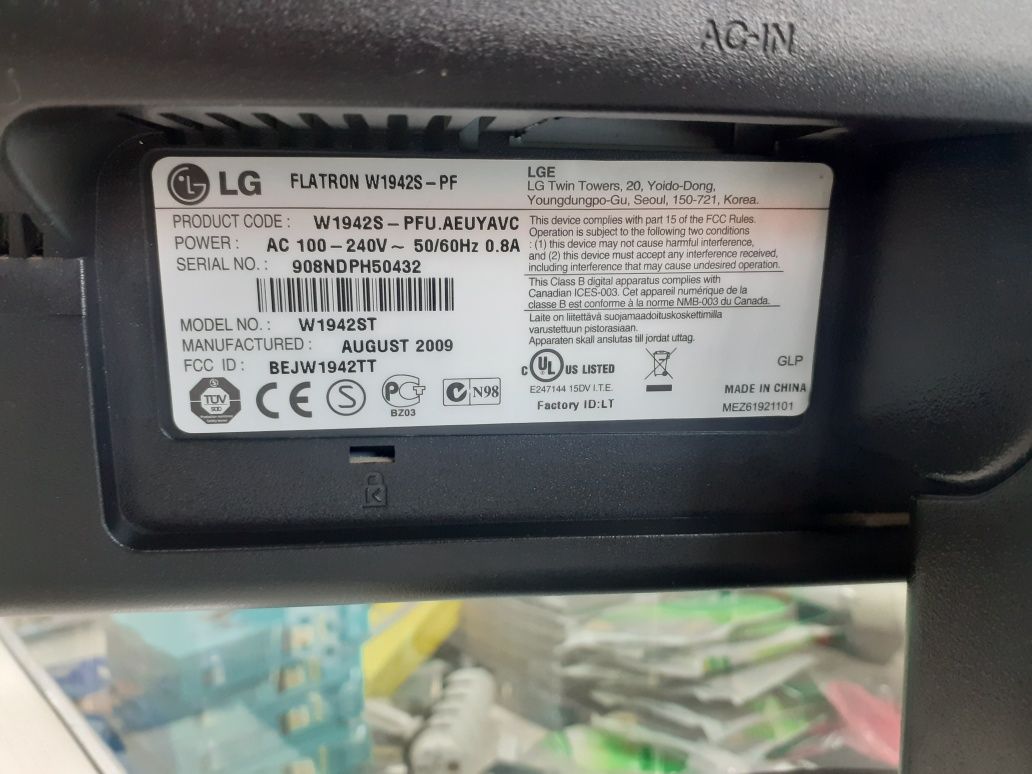 AC-IN
LG FLATRON W1942S-PF
PRODUCT CODE : W1942S-PFU.AEUYAVC
POWER : AC 100-240V~ 50/60Hz 0.8A
SERIAL NO. : 908NDPH50432
MODEL NO. : W1942ST
MANUFACTURED : AUGUST 2009
FCC ID : BEJW1942TT
TÜV
CE
S
BZ03
N98
LGE
LG Twin Towers, 20, Yoido-Dong,
Youngdungpo-Gu, Seoul, 150-721, Korea.
This device complies with part 15 of the FCC Rules.
Operation is subject to the following two conditions
: (1) this device may not cause harmful interference,
and (2) this device must accept any interference received,
including interference that may cause undesired operation.
This Class B digital apparatus complies with
Canadian ICES-003. Cet appareil numérique de la
classe B est conforme à la norme NMB-003 du Canada.
Laite on liitettävä suojamaadoituskoskettimilla
varustettuun pistorasiaan.
Apparaten skall anslutas till jordat uttag.
C UL US LISTED
E247144 15DV I.T.E.
Factory ID:LT
GLP
MADE IN CHINA
MEZ61921101